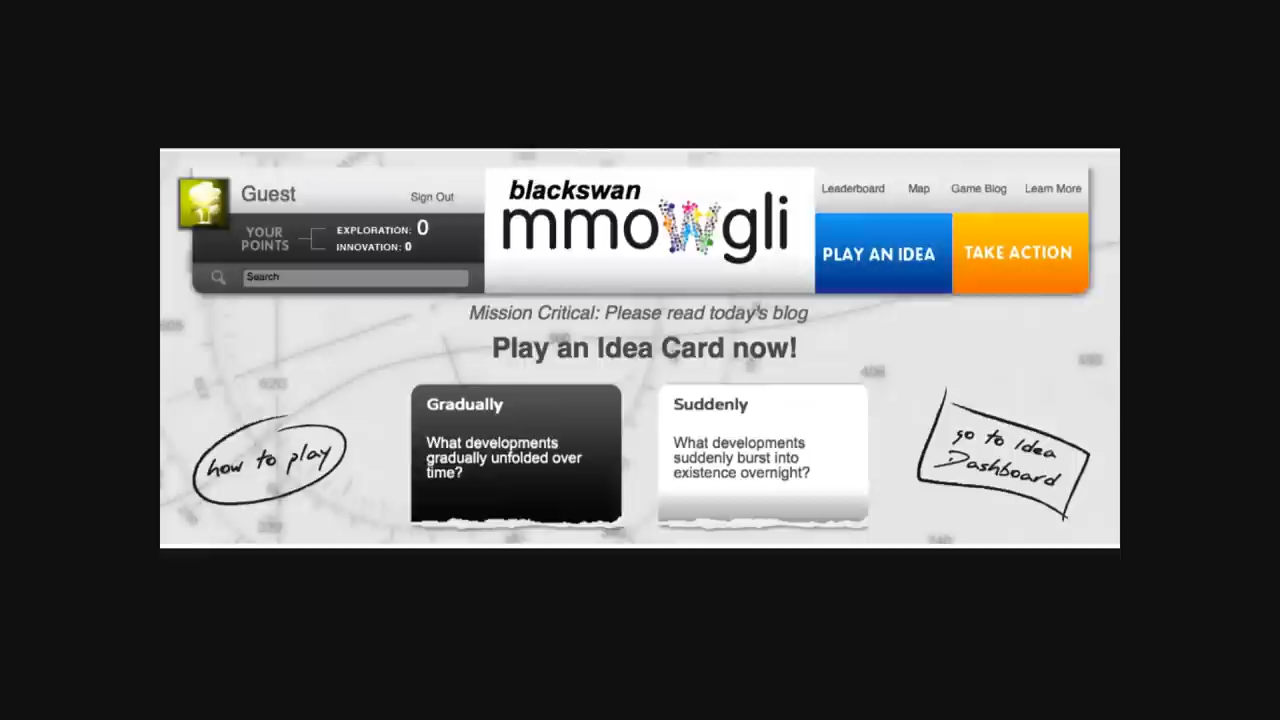 Guest
Sign Out
YOUR
POINTS
EXPLORATION: 0
INNOVATION: 0
Search
blackswan
mmowgli
Leaderboard Map Game Blog Learn More
PLAY AN IDEA
TAKE ACTION
Mission Critical: Please read today's blog
Play an Idea Card now!
how to play
Gradually
What developments
gradually unfolded over
time?
Suddenly
What developments
suddenly burst into
existence overnight?
go to Idea
Dashboard